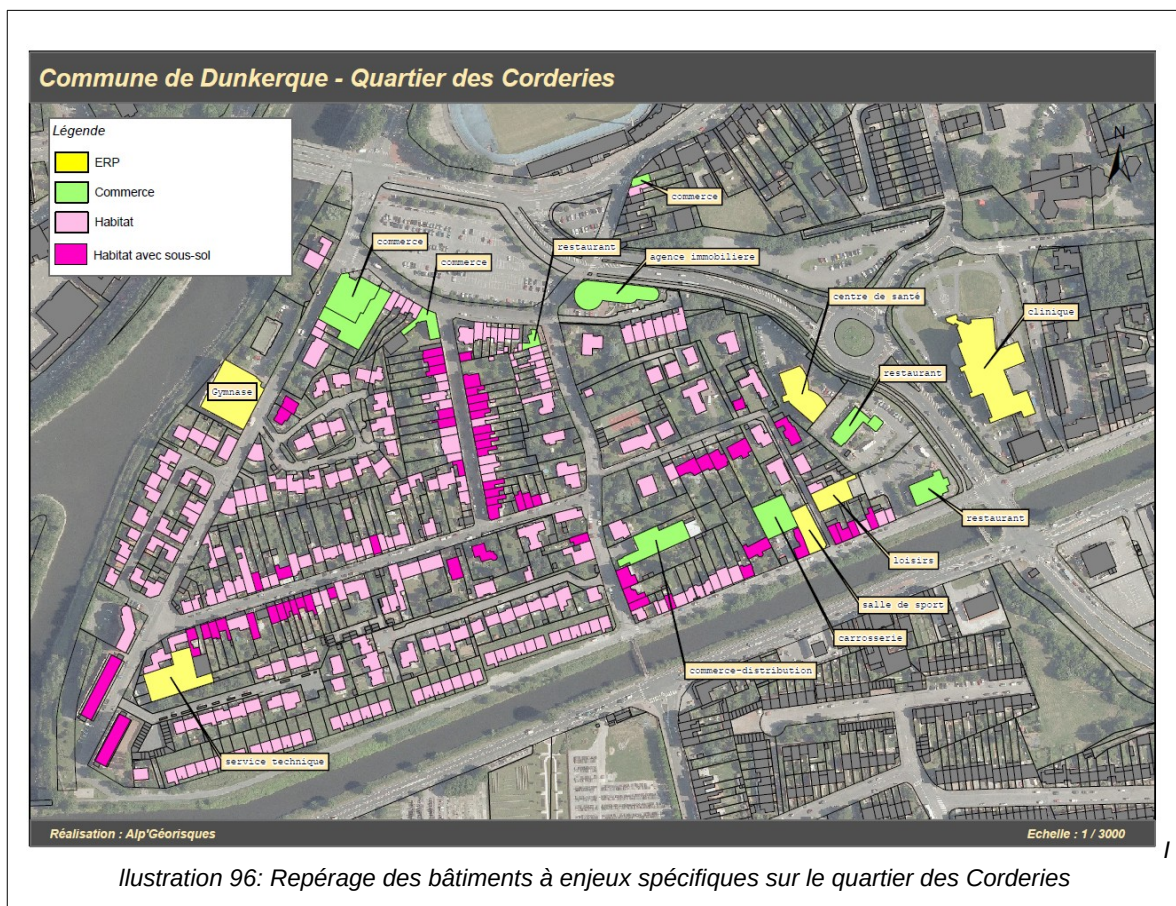 Commune de Dunkerque - Quartier des Corderies
Légende
ERP
Commerce
Habitat
Habitat avec sous-sol
N
commerce
commerce
restaurant
commerce
agence immobiliere
centre de santé
clinique
restaurant
Gymnase
restaurant
loisirs
salle de sport
carrosserie
commerce-distribution
service technique
Réalisation : Alp'Géorisques
Echelle : 1 / 3000
I
llustration 96: Repérage des bâtiments à enjeux spécifiques sur le quartier des Corderies